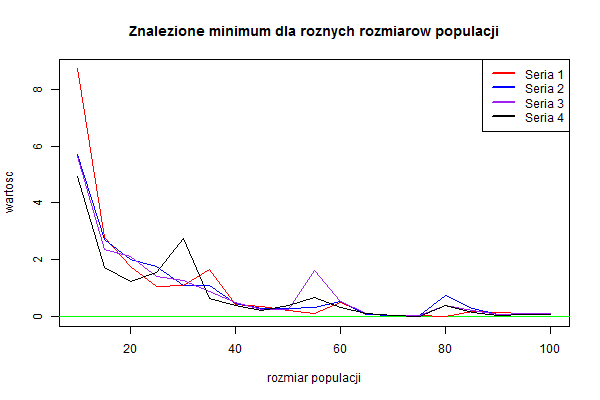 Znalezione minimum dla roznych rozmiarow populacji
Seria 1
Seria 2
Seria 3
Seria 4
wartosc
8
6
4
2
0
20 40 60 80 100
rozmiar populacji